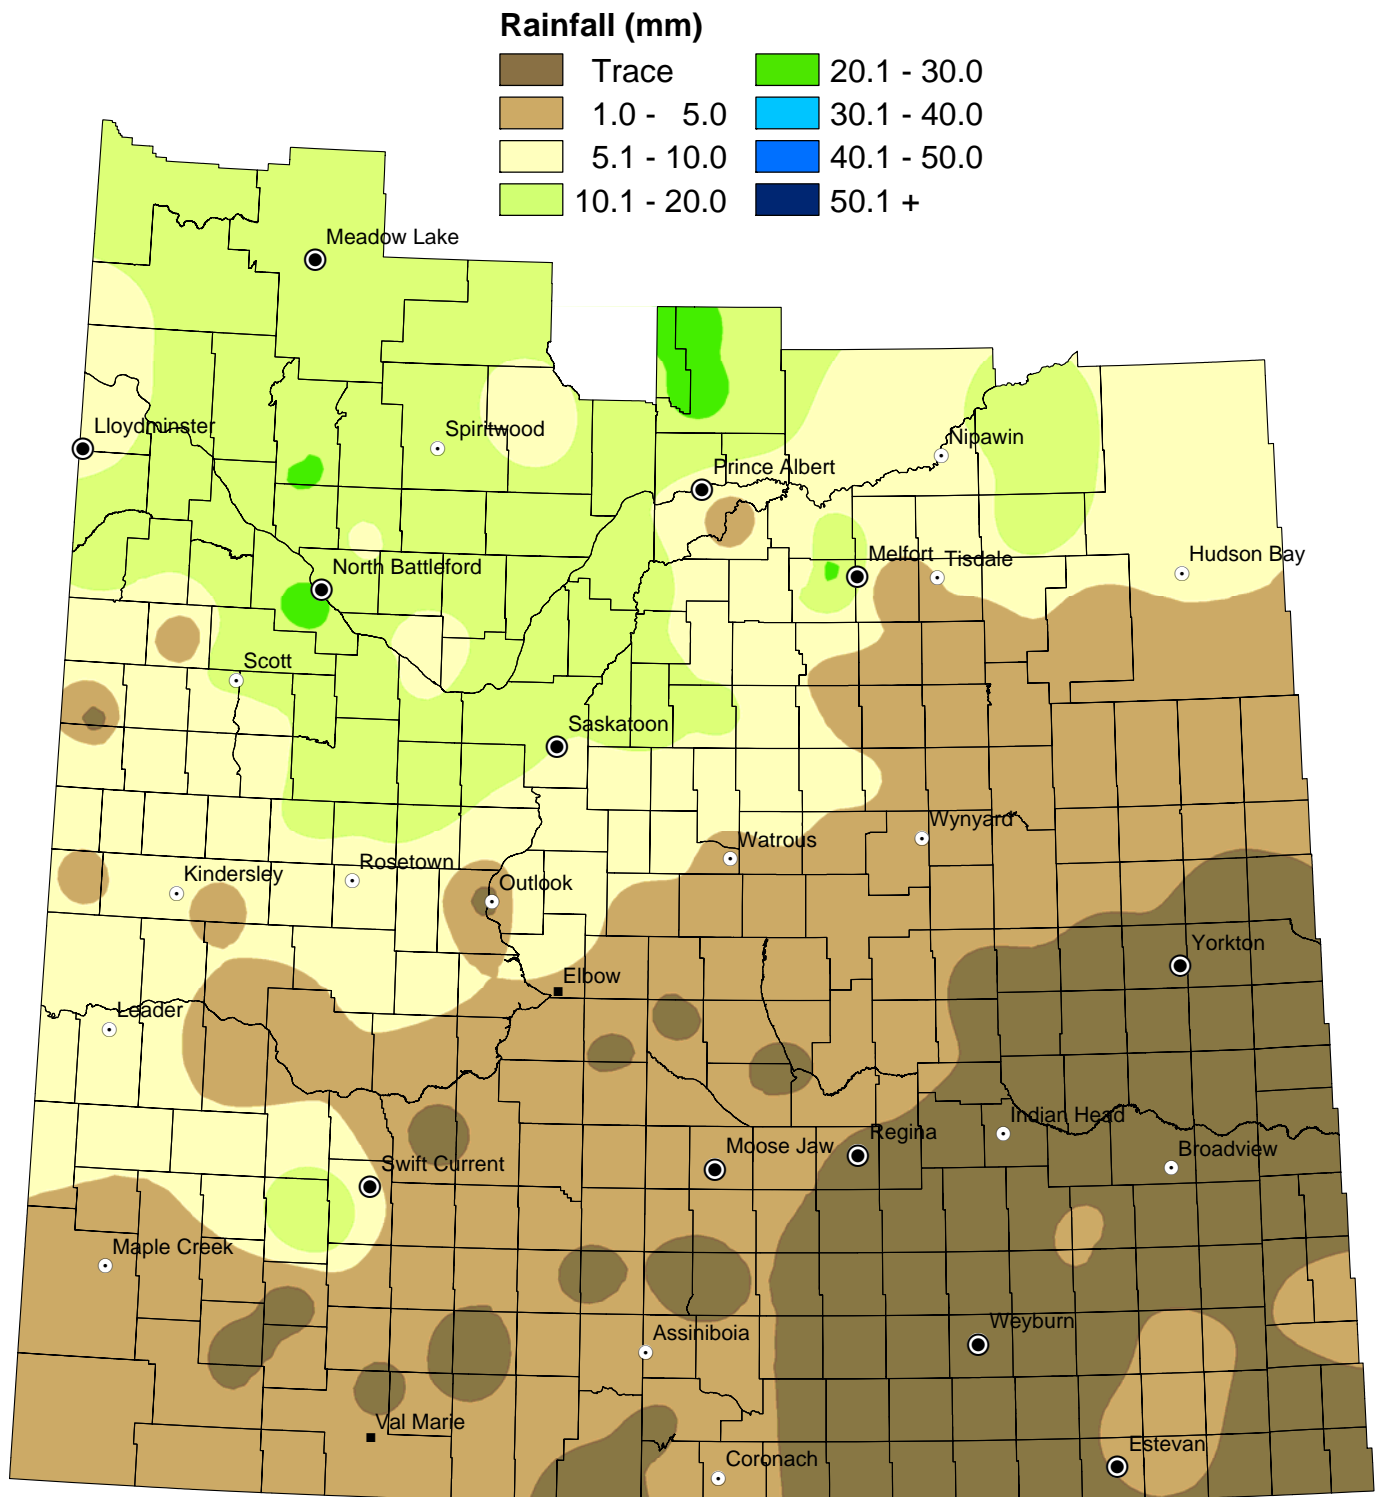 Rainfall (mm)
Trace
20.1 - 30.0
1.0 - 5.0
30.1 - 40.0
5.1 - 10.0
40.1 - 50.0
10.1 - 20.0
50.1 +
Meadow Lake
Lloydminster
Spiritwood
Nipawin
Prince Albert
North Battleford
Melfort
Tisdale
Hudson Bay
Scott
Saskatoon
Watrous
Wynyard
Kindersley
Rosetown
Outlook
Yorkton
Elbow
Leader
Indian Head
Regina
Moose Jaw
Broadview
Swift Current
Maple Creek
Assiniboia
Weyburn
Val Marie
Coronach
Estevan